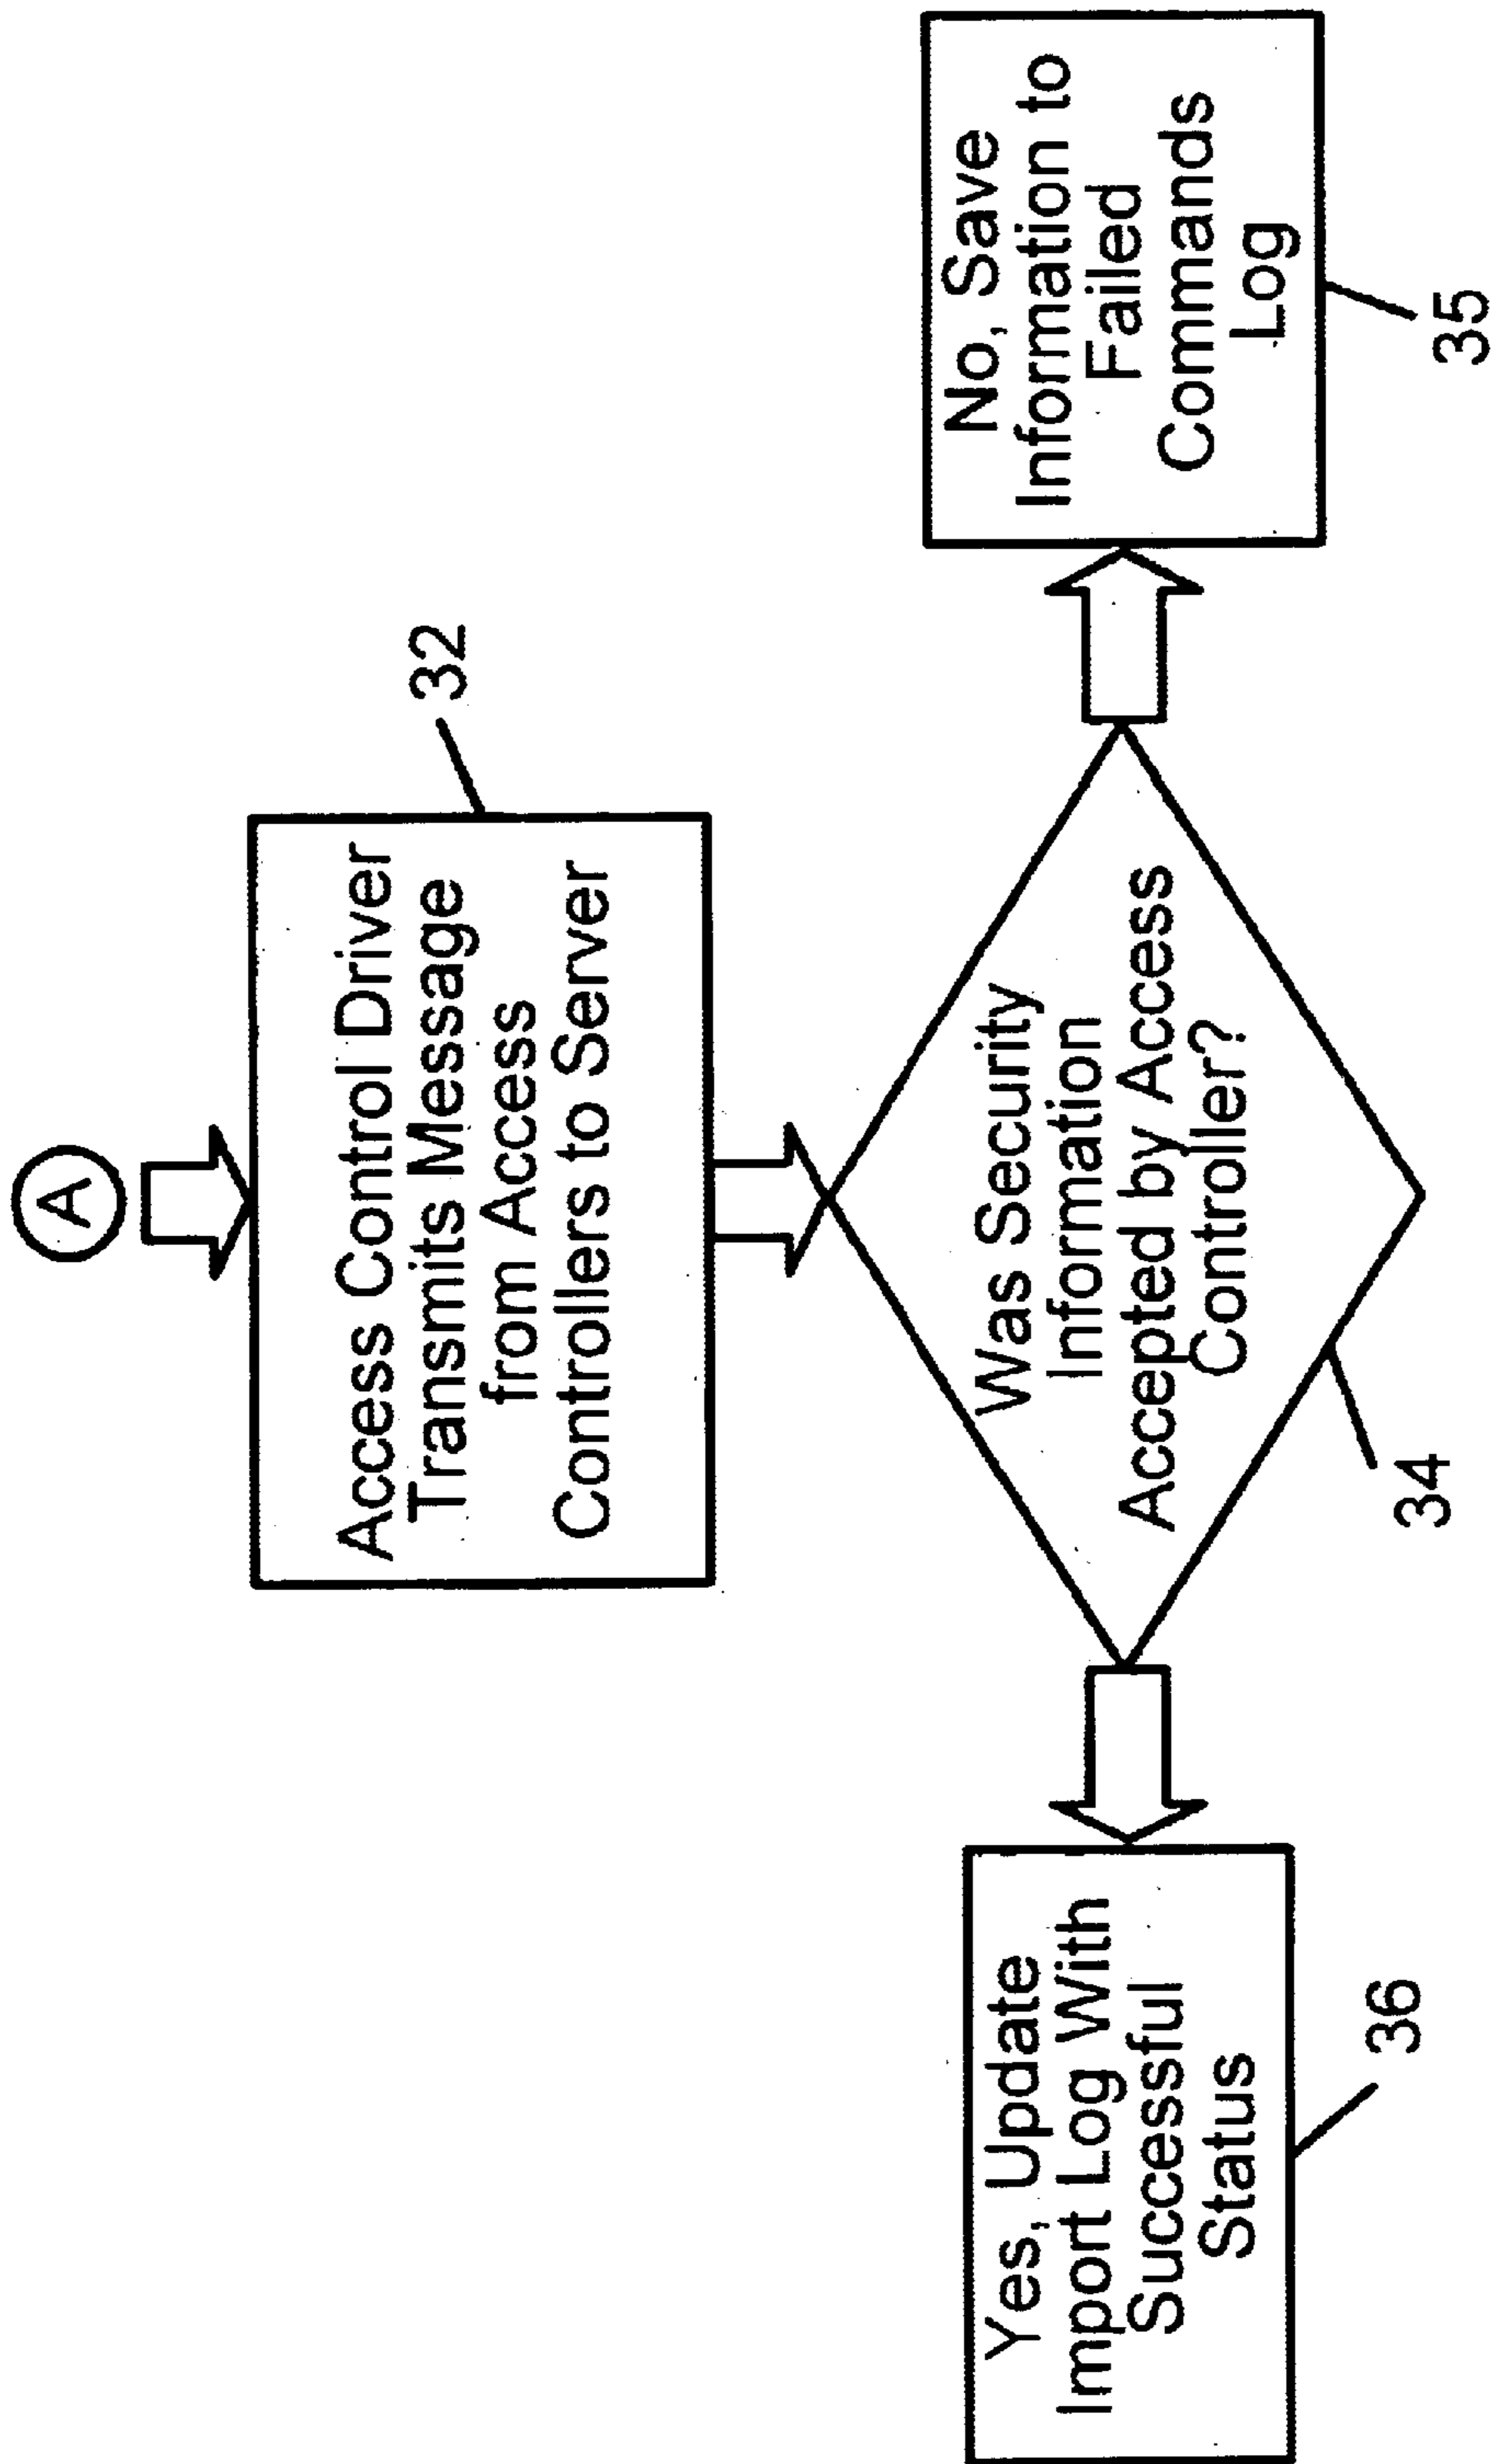 A
Access Control Driver
Transmits Message
from Access
Controllers to Server
32
Was Security
Information
Accepted by Access
Controller?
34
Yes, Update
Import Log With
Successful
Status
36
No, Save
Information to
Failed
Commands
Log
35